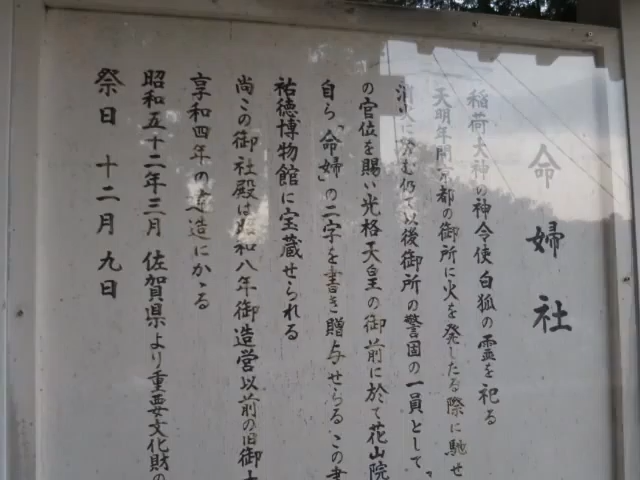 命婦社
稲荷大神の神令使白狐の霊を祀る
天明年間京都の御所に火を発したる際に馳せ
消火に労む仍て以後御所の警固の一員として
の官位を賜い光格天皇の御前に於て花山院
自ら「命婦」の二字を書き贈与せらる この書
祐徳博物館に宝蔵せられる
尚この御社殿は昭和八年御造営以前の旧御
享和四年の建造にかゝる
昭和五十二年三月 佐賀県より重要文化財の
祭日 十二月九日